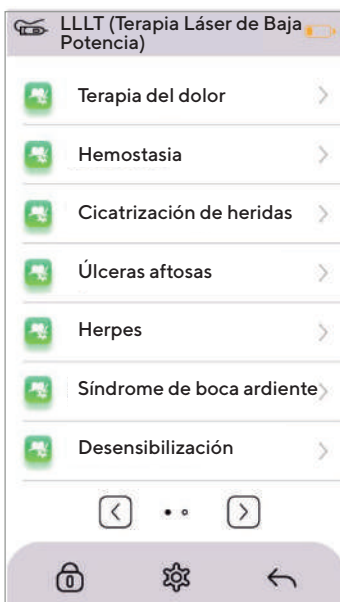 LLLT (Terapia Láser de Baja
Potencia)
Terapia del dolor
Hemostasia
Cicatrización de heridas
Úlceras aftosas
Herpes
Síndrome de boca ardiente
Desensibilización